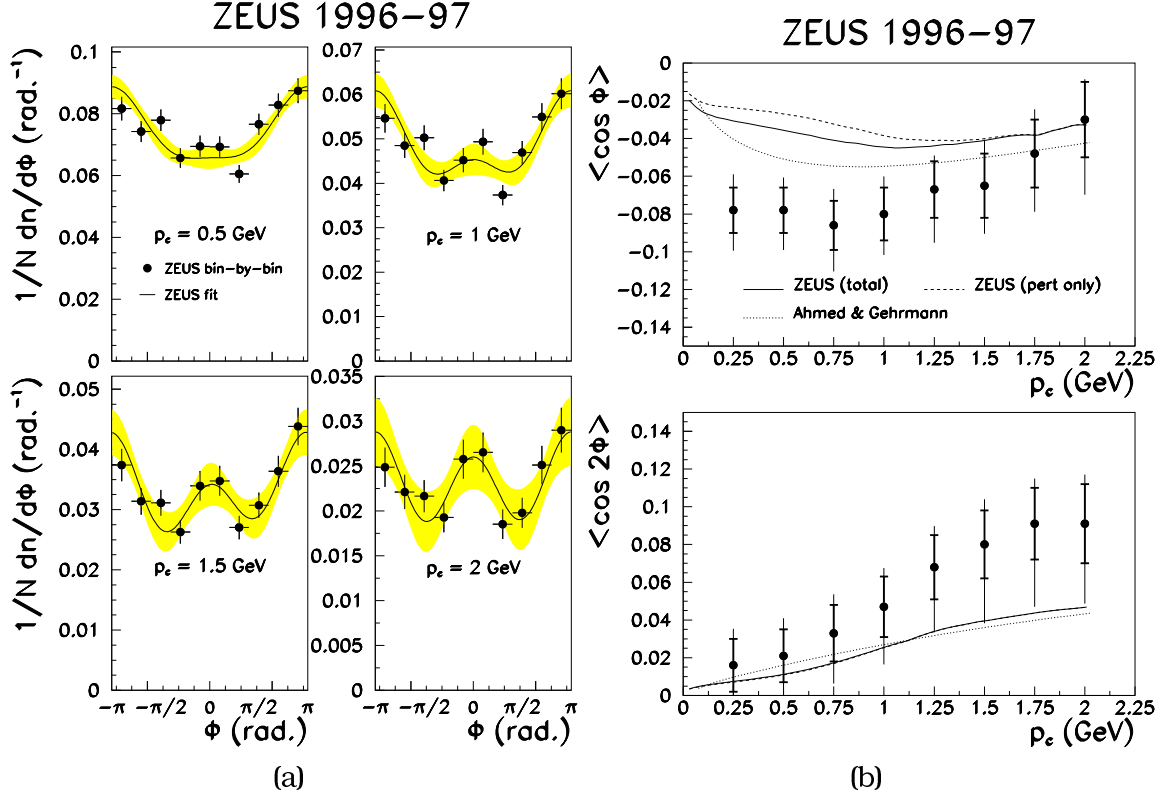 ZEUS 1996-97
1/N dn/dΦ (rad.⁻¹)
0.1
0.08
0.06
0.04
0.02
0
p_c = 0.5 GeV
ZEUS bin-by-bin
ZEUS fit
0.07
0.06
0.05
0.04
0.03
0.02
0.01
0
p_c = 1 GeV
1/N dn/dΦ (rad.⁻¹)
0.05
0.04
0.03
0.02
0.01
0
p_c = 1.5 GeV
-π -π/2 0 π/2 π
Φ (rad.)
0.035
0.03
0.025
0.02
0.015
0.01
0.005
0
p_c = 2 GeV
-π -π/2 0 π/2 π
Φ (rad.)
(a)
ZEUS 1996-97
<cos Φ>
0
-0.02
-0.04
-0.06
-0.08
-0.1
-0.12
-0.14
ZEUS (total) ZEUS (pert only)
Ahmed & Gehrmann
0 0.25 0.5 0.75 1 1.25 1.5 1.75 2 2.25
p_c (GeV)
<cos 2Φ>
0.14
0.12
0.1
0.08
0.06
0.04
0.02
0
0 0.25 0.5 0.75 1 1.25 1.5 1.75 2 2.25
p_c (GeV)
(b)